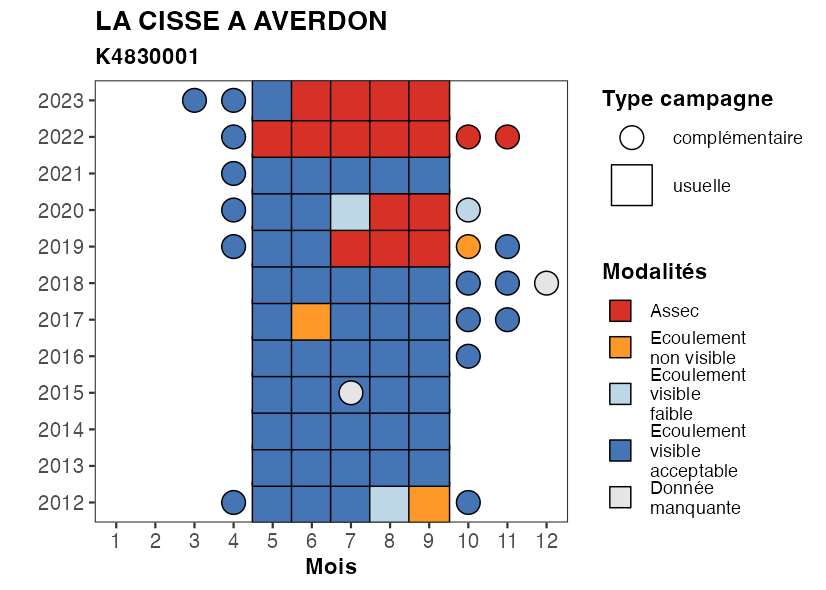 LA CISSE A AVERDON
K4830001
2023
2022
2021
2020
2019
2018
2017
2016
2015
2014
2013
2012
1 2 3 4 5 6 7 8 9 10 11 12
Mois
Type campagne
complémentaire
usuelle
Modalités
Assec
Ecoulement
non visible
Ecoulement
visible
faible
Ecoulement
visible
acceptable
Donnée
manquante